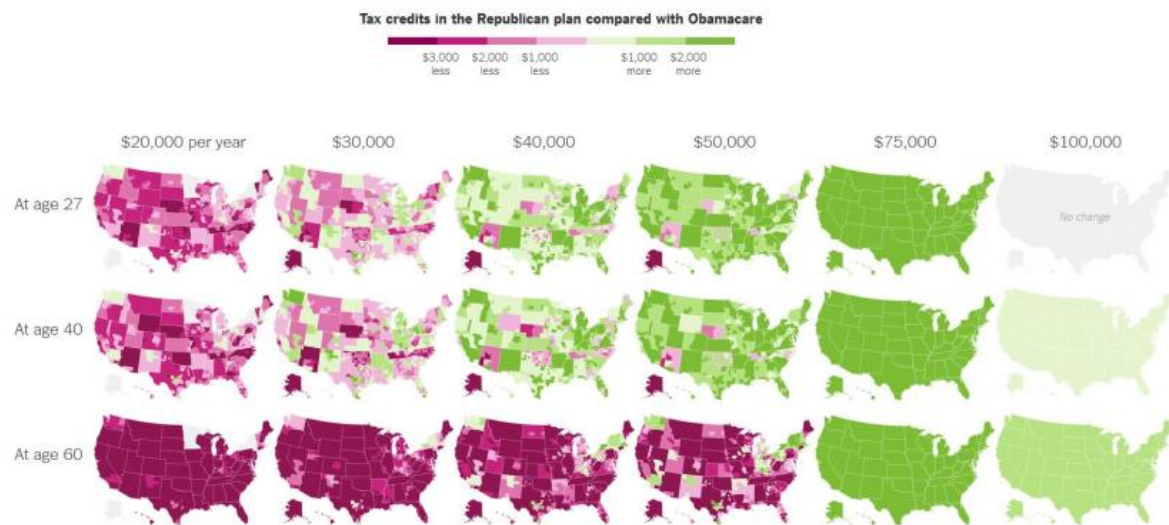 Tax credits in the Republican plan compared with Obamacare
$3,000 $2,000 $1,000 $1,000 $2,000
less less less more more
$20,000 per year $30,000 $40,000 $50,000 $75,000 $100,000
At age 27
No change
At age 40
At age 60